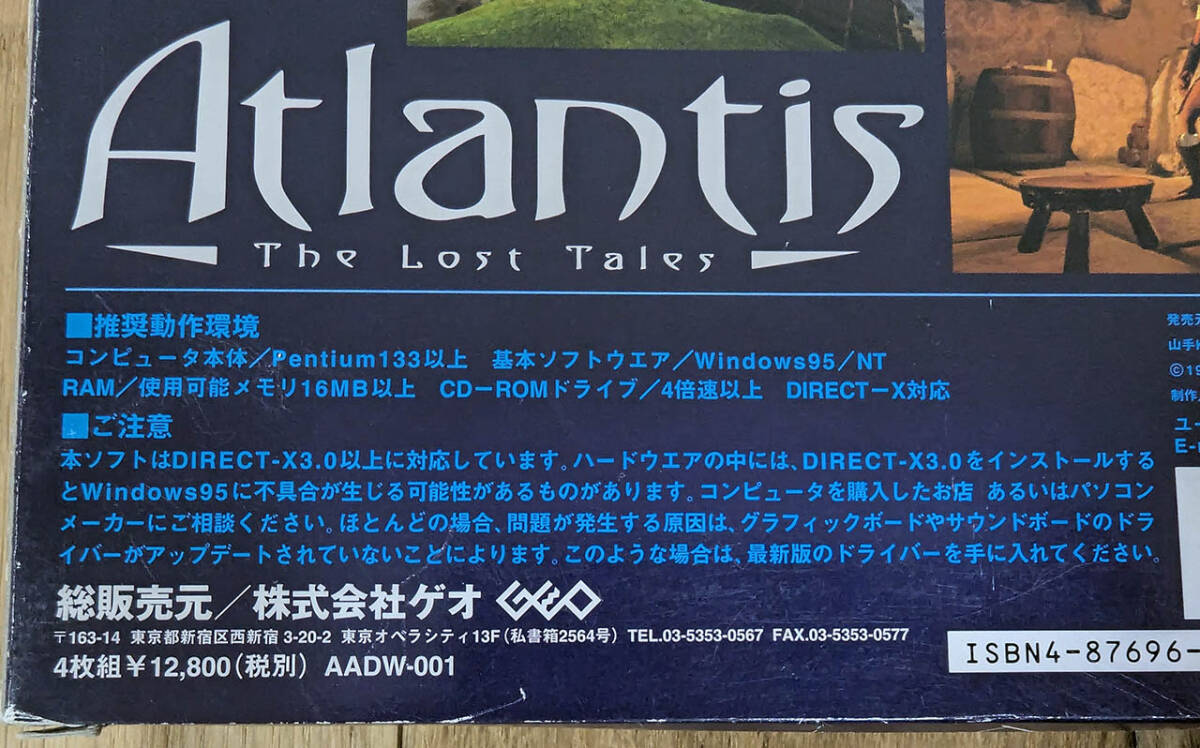 Atlantis
The Lost Tales
■推奨動作環境
コンピュータ本体／Pentium133以上 基本ソフトウエア／Windows95／NT
RAM／使用可能メモリ16MB以上 CD－ROMドライブ／4倍速以上 DIRECT－X対応
■ご注意
本ソフトはDIRECT-X3.0以上に対応しています。ハードウエアの中には、DIRECT-X3.0をインストールする
とWindows95に不具合が生じる可能性があるものがあります。コンピュータを購入したお店 あるいはパソコン
メーカーにご相談ください。ほとんどの場合、問題が発生する原因は、グラフィックボードやサウンドボードのドラ
イバーがアップデートされていないことによります。このような場合は、最新版のドライバーを手に入れてください。
総販売元／株式会社ゲオ GEO
〒163-14 東京都新宿区西新宿 3-20-2 東京オペラシティ13F（私書箱2564号） TEL.03-5353-0567 FAX.03-5353-0577
4枚組￥12,800（税別） AADW-001
発売元
山手
©19
制作
ユー
E-
ISBN4-87696-